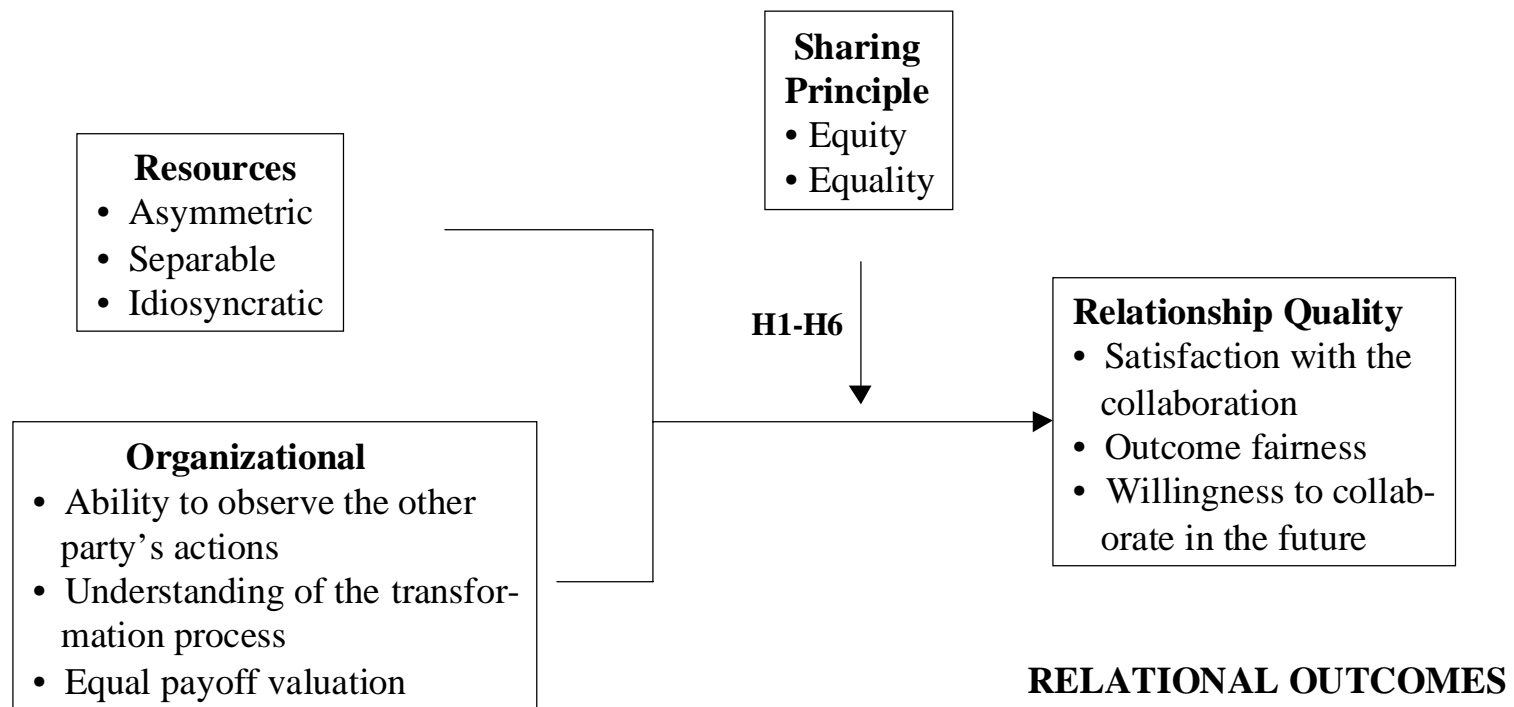 Sharing
Principle
• Equity
• Equality
Resources
• Asymmetric
• Separable
• Idiosyncratic
H1-H6
Relationship Quality
• Satisfaction with the
collaboration
• Outcome fairness
• Willingness to collab-
orate in the future
Organizational
• Ability to observe the other
party’s actions
• Understanding of the transfor-
mation process
• Equal payoff valuation
RELATIONAL OUTCOMES